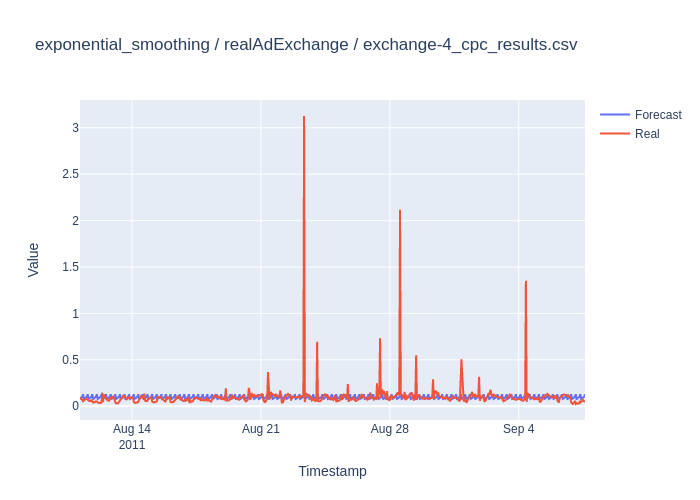 exponential_smoothing / realAdExchange / exchange-4_cpc_results.csv
Forecast
Real
Value
3
2.5
2
1.5
1
0.5
0
Aug 14
2011
Aug 21
Aug 28
Sep 4
Timestamp